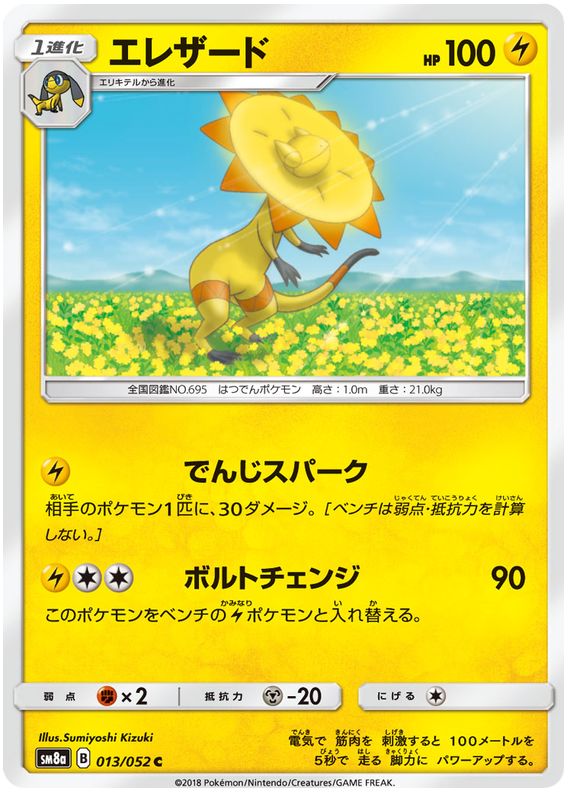 1進化 エレザード HP 100
エリキテルから進化
全国図鑑NO.695 はつでんポケモン 高さ:1.0m 重さ:21.0kg
でんじスパーク
相手のポケモン1匹に、30ダメージ。[ベンチは弱点・抵抗力を計算
しない。]
ボルトチェンジ 90
このポケモンをベンチのポケモンと入れ替える。
弱点 ×2 抵抗力 -20 にげる
Illus.Sumiyoshi Kizuki
電気で 筋肉を 刺激すると 100メートルを
5秒で 走る 脚力に パワーアップする。
SM8a B 013/052 C
©2018 Pokémon/Nintendo/Creatures/GAME FREAK.